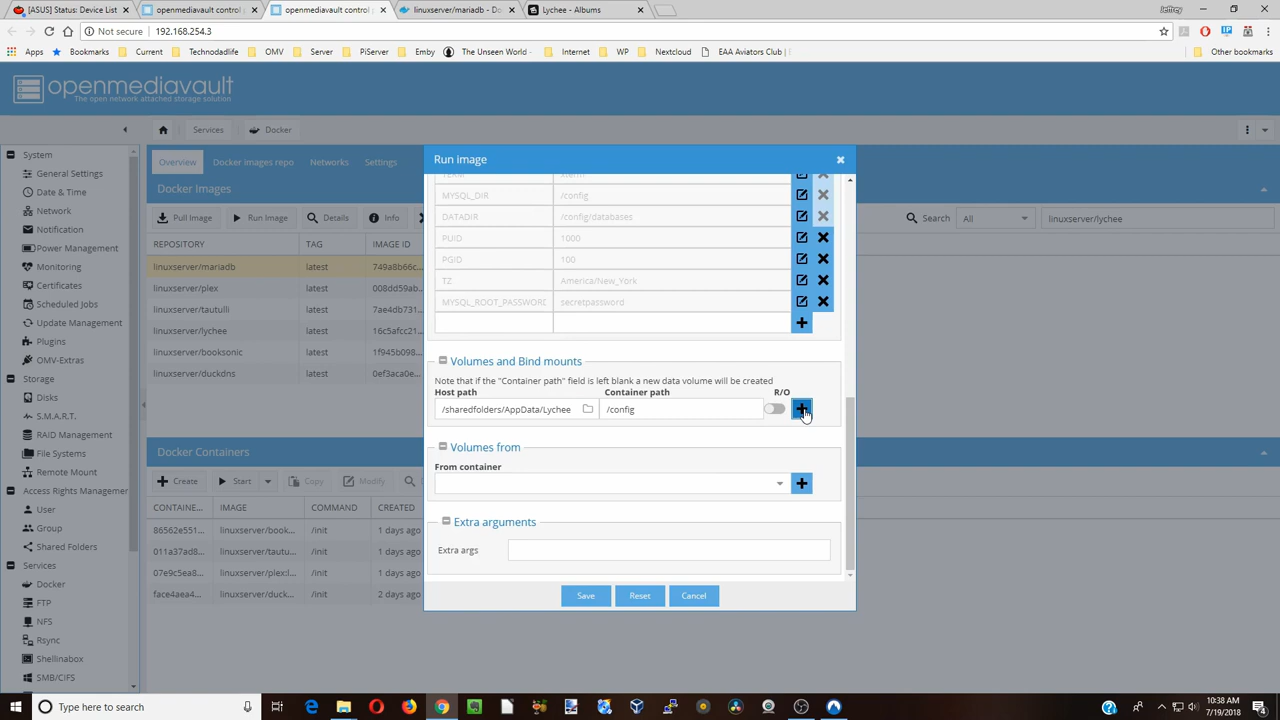 [ASUS] Status: Device List
openmediavault control p
openmediavault control p
linuxserver/mariadb - Do
Lychee - Albums
Jeffrey
Not secure
192.168.254.3
Apps
Bookmarks
Current
Technodadlife
OMV
Server
PiServer
Emby
The Unseen World -
Internet
WP
Nextcloud
EAA Aviators Club |
Other bookmarks
openmediavault
The open network attached storage solution
Services
Docker
System
General Settings
Date & Time
Network
Notification
Power Management
Monitoring
Certificates
Scheduled Jobs
Update Management
Plugins
OMV-Extras
Storage
Disks
S.M.A.R.T.
RAID Management
File Systems
Remote Mount
Access Rights Management
User
Group
Shared Folders
Services
Docker
FTP
NFS
Rsync
Shellinabox
SMB/CIFS
Overview
Docker images repo
Networks
Settings
Docker Images
Pull Image
Run Image
Details
Info
Search
All
linuxserver/lychee
REPOSITORY TAG IMAGE ID
linuxserver/mariadb latest 749a8b66c...
linuxserver/plex latest 008dd59ab...
linuxserver/tautulli latest 7ae4db731...
linuxserver/lychee latest 16c5afcc21...
linuxserver/booksonic latest 1f945b098...
linuxserver/duckdns latest ef3aca0e...
Docker Containers
Create
Start
Copy
Modify
CONTAINE... IMAGE COMMAND CREATED
86562e551... linuxserver/book... /init 1 days ago
011a37ad8... linuxserver/tautu... /init 1 days ago
07e9c5ea8... linuxserver/plex:l... /init 1 days ago
face4aea4... linuxserver/duck... /init 2 days ago
Run image
TERM xterm
MYSQL_DIR /config
DATADIR /config/databases
PUID 1000
PGID 100
TZ America/New_York
MYSQL_ROOT_PASSWORD secretpassword
Volumes and Bind mounts
Note that if the "Container path" field is left blank a new data volume will be created
Host path Container path R/O
/sharedfolders/AppData/Lychee /config
Volumes from
From container
Extra arguments
Extra args
Save
Reset
Cancel
Type here to search
10:38 AM
7/19/2018